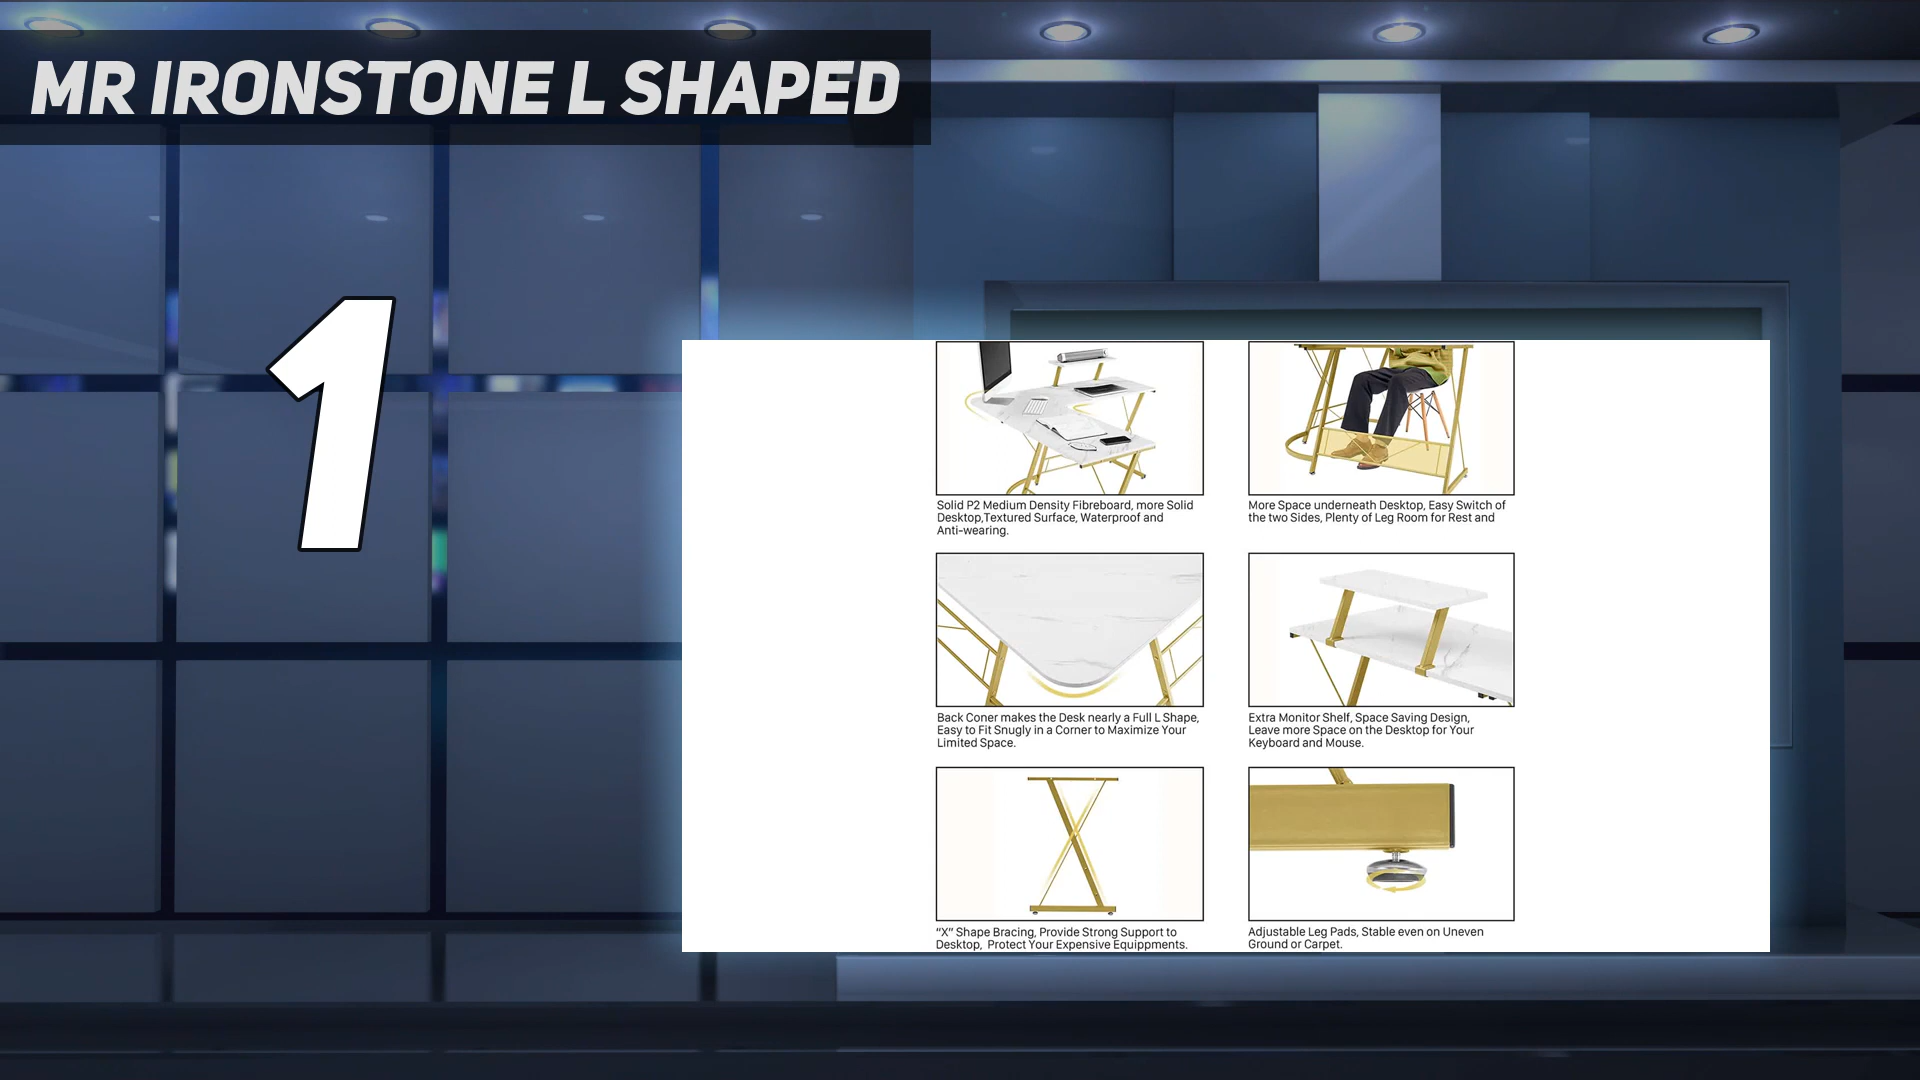 MR IRONSTONE L SHAPED
1
Solid P2 Medium Density Fibreboard, more Solid
Desktop,Textured Surface, Waterproof and
Anti-wearing.
More Space underneath Desktop, Easy Switch of
the two Sides, Plenty of Leg Room for Rest and
Back Coner makes the Desk nearly a Full L Shape,
Easy to Fit Snugly in a Corner to Maximize Your
Limited Space.
Extra Monitor Shelf, Space Saving Design,
Leave more Space on the Desktop for Your
Keyboard and Mouse.
"X" Shape Bracing, Provide Strong Support to
Desktop, Protect Your Expensive Equippments.
Adjustable Leg Pads, Stable even on Uneven
Ground or Carpet.